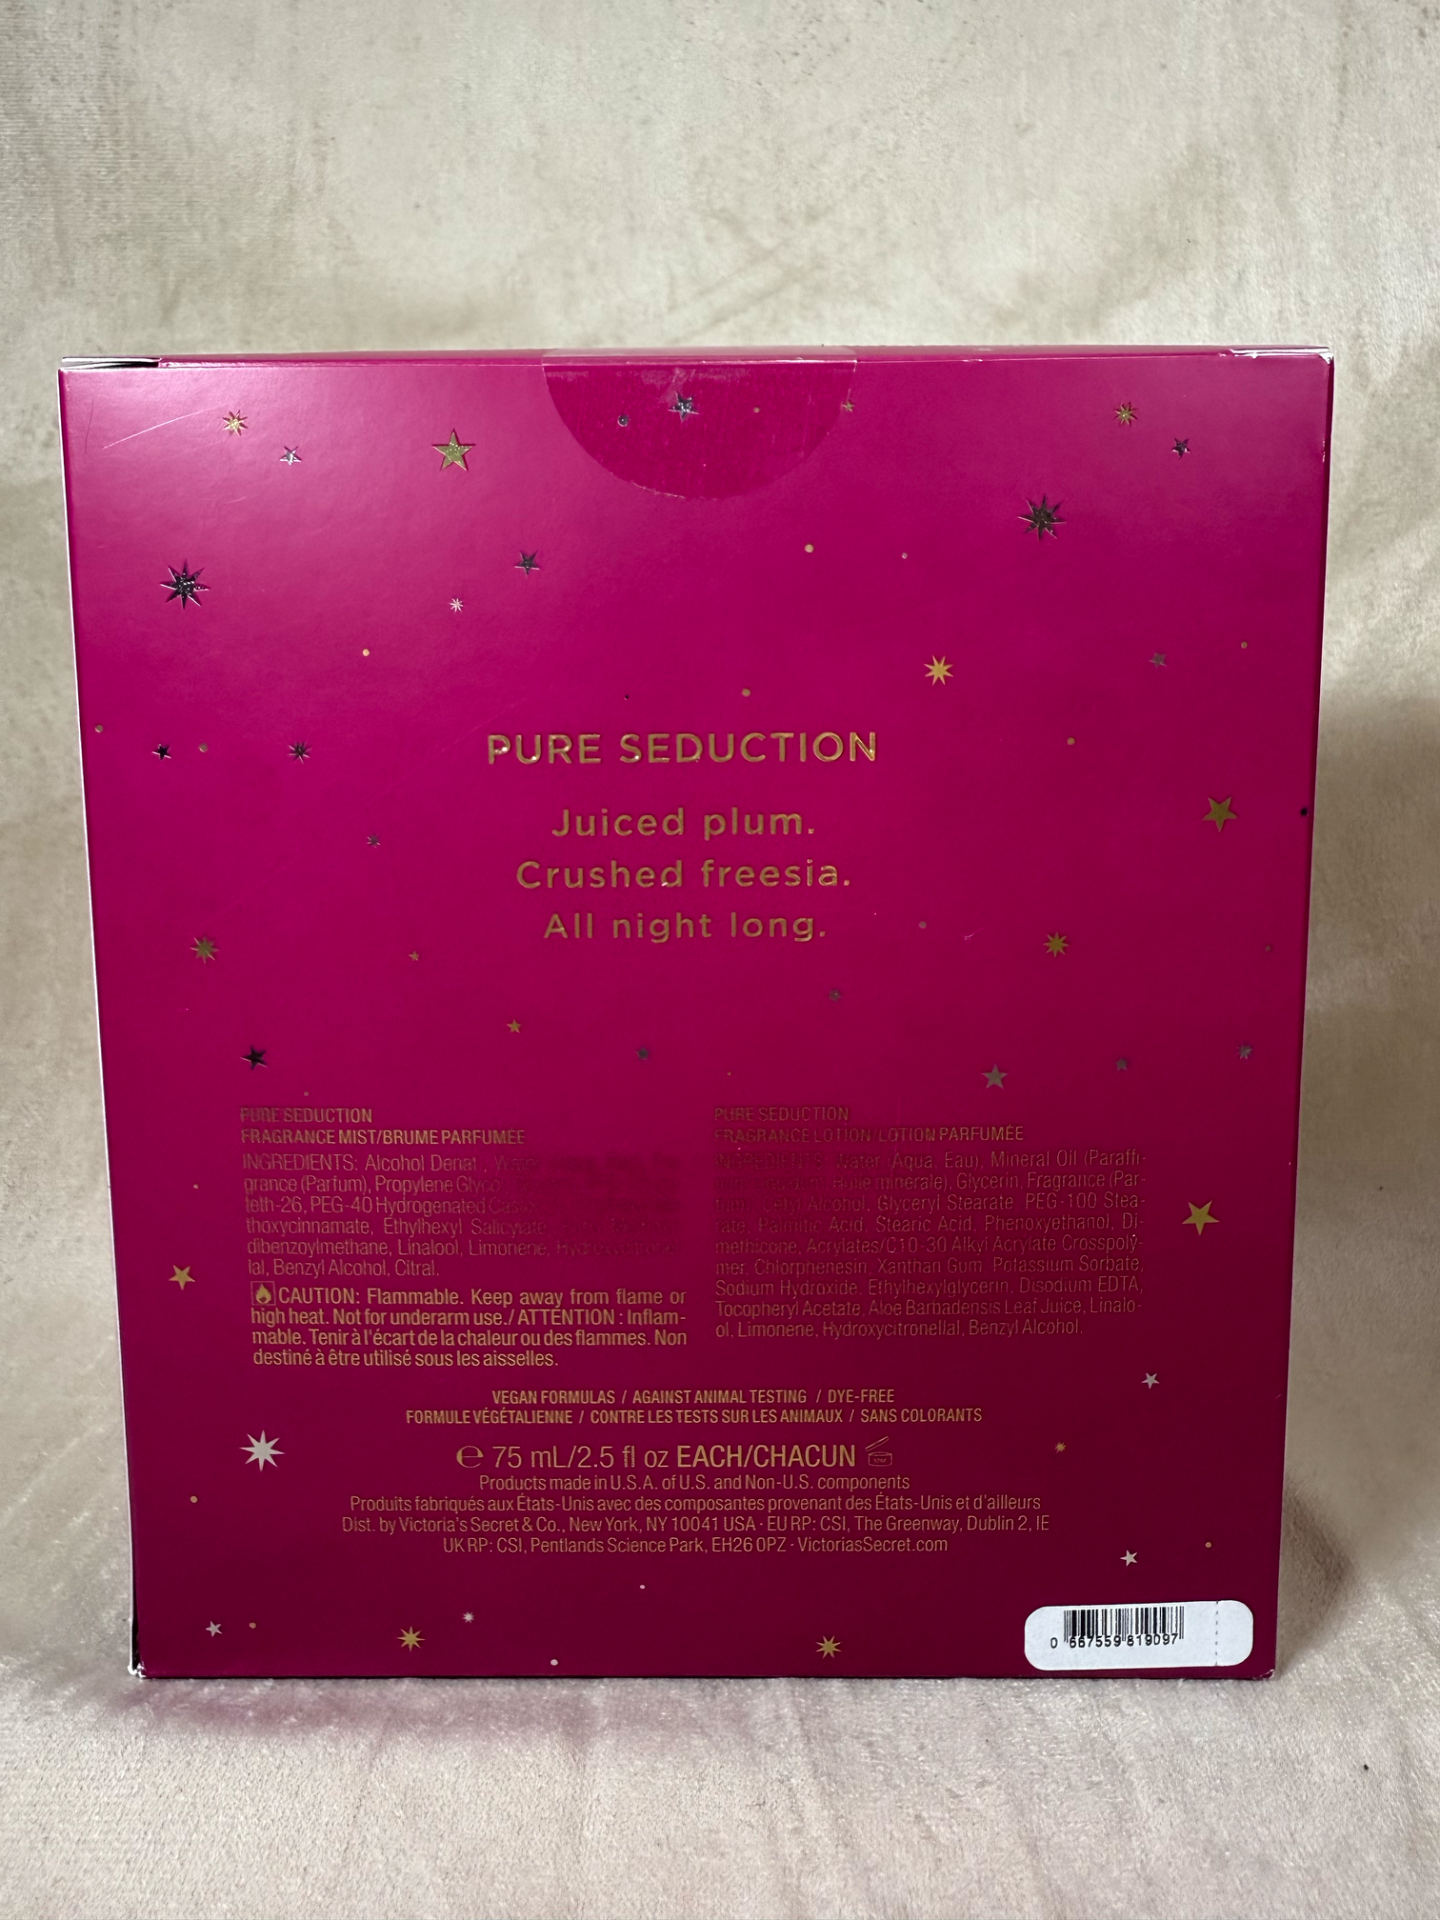 PURE SEDUCTION
Juiced plum.
Crushed freesia.
All night long.
PURE SEDUCTION
FRAGRANCE MIST/BRUME PARFUMÉE
INGREDIENTS: Alcohol Denat.,
grance (Parfum), Propylene Glycol,
teth-26, PEG-40 Hydrogenated
thoxycinnamate, Ethylhexyl Salicylate,
dibenzoylmethane, Linalool, Limonene, Hydroxycitronel-
lal, Benzyl Alcohol, Citral.
CAUTION: Flammable. Keep away from flame or
high heat. Not for underarm use./ ATTENTION : Inflam-
mable. Tenir à l'écart de la chaleur ou des flammes. Non
destiné à être utilisé sous les aisselles.
PURE SEDUCTION
FRAGRANCE LOTION/LOTION PARFUMÉE
INGREDIENTS: Water (Aqua, Eau), Mineral Oil (Paraffi-
Huile minérale), Glycerin, Fragrance (Par-
fum), Cetyl Alcohol, Glyceryl Stearate, PEG-100 Stea-
rate, Palmitic Acid, Stearic Acid, Phenoxyethanol, Di-
methicone, Acrylates/C10-30 Alkyl Acrylate Crosspoly-
mer, Chlorphenesin, Xanthan Gum, Potassium Sorbate,
Sodium Hydroxide, Ethylhexylglycerin, Disodium EDTA,
Tocopheryl Acetate, Aloe Barbadensis Leaf Juice, Linalo-
ol, Limonene, Hydroxycitronellal, Benzyl Alcohol.
VEGAN FORMULAS / AGAINST ANIMAL TESTING / DYE-FREE
FORMULE VÉGÉTALIENNE / CONTRE LES TESTS SUR LES ANIMAUX / SANS COLORANTS
℮ 75 mL/2.5 fl oz EACH/CHACUN
Products made in U.S.A. of U.S. and Non-U.S. components
Produits fabriqués aux États-Unis avec des composantes provenant des États-Unis et d'ailleurs
Dist. by Victoria's Secret & Co., New York, NY 10041 USA · EU RP: CSI, The Greenway, Dublin 2, IE
UK RP: CSI, Pentlands Science Park, EH26 0PZ · VictoriasSecret.com
0 667559 819097